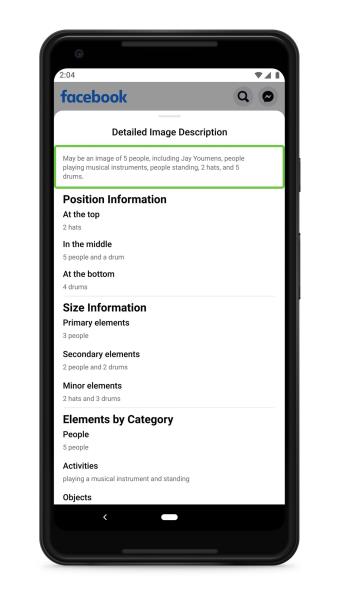 2:04
facebook
Detailed Image Description
May be an image of 5 people, including Jay Youmens, people
playing musical instruments, people standing, 2 hats, and 5
drums.
Position Information
At the top
2 hats
In the middle
5 people and a drum
At the bottom
4 drums
Size Information
Primary elements
3 people
Secondary elements
2 people and 2 drums
Minor elements
2 hats and 3 drums
Elements by Category
People
5 people
Activities
playing a musical instrument and standing
Objects